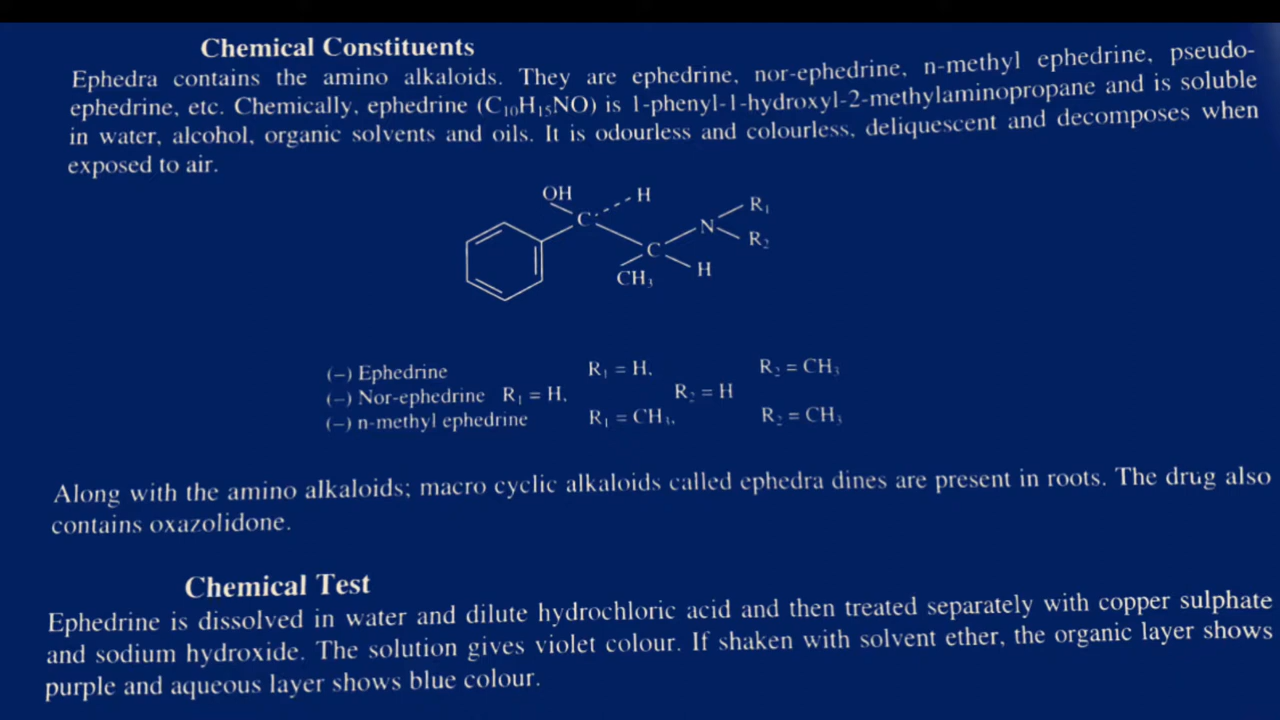 Chemical Constituents
Ephedra contains the amino alkaloids. They are ephedrine, nor-ephedrine, n-methyl ephedrine, pseudo-
ephedrine, etc. Chemically, ephedrine (C₁₀H₁₅NO) is 1-phenyl-1-hydroxyl-2-methylaminopropane and is soluble
in water, alcohol, organic solvents and oils. It is odourless and colourless, deliquescent and decomposes when
exposed to air.
OH
H
C
N
R₁
R₂
C
CH₃
H
(–) Ephedrine R₁ = H, R₂ = CH₃
(–) Nor-ephedrine R₁ = H, R₂ = H
(–) n-methyl ephedrine R₁ = CH₃, R₂ = CH₃
Along with the amino alkaloids; macro cyclic alkaloids called ephedra dines are present in roots. The drug also
contains oxazolidone.
Chemical Test
Ephedrine is dissolved in water and dilute hydrochloric acid and then treated separately with copper sulphate
and sodium hydroxide. The solution gives violet colour. If shaken with solvent ether, the organic layer shows
purple and aqueous layer shows blue colour.